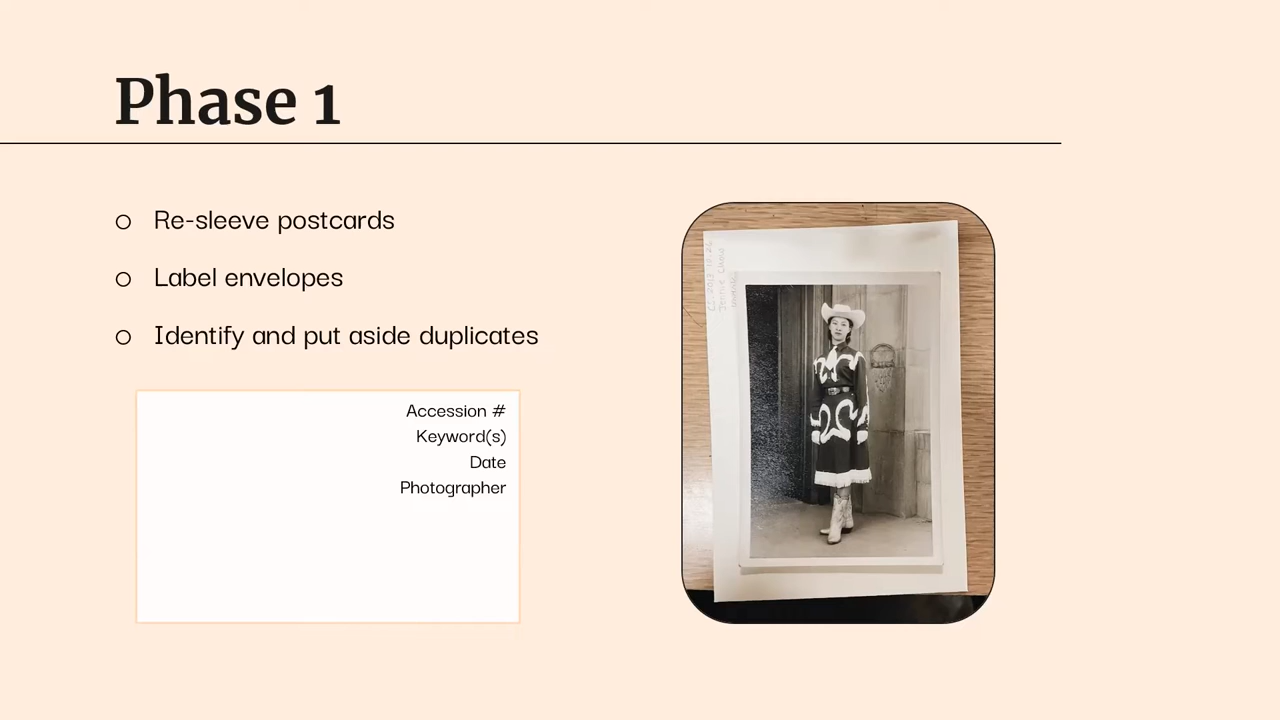 Phase 1
Re-sleeve postcards
Label envelopes
Identify and put aside duplicates
Accession #
Keyword(s)
Date
Photographer